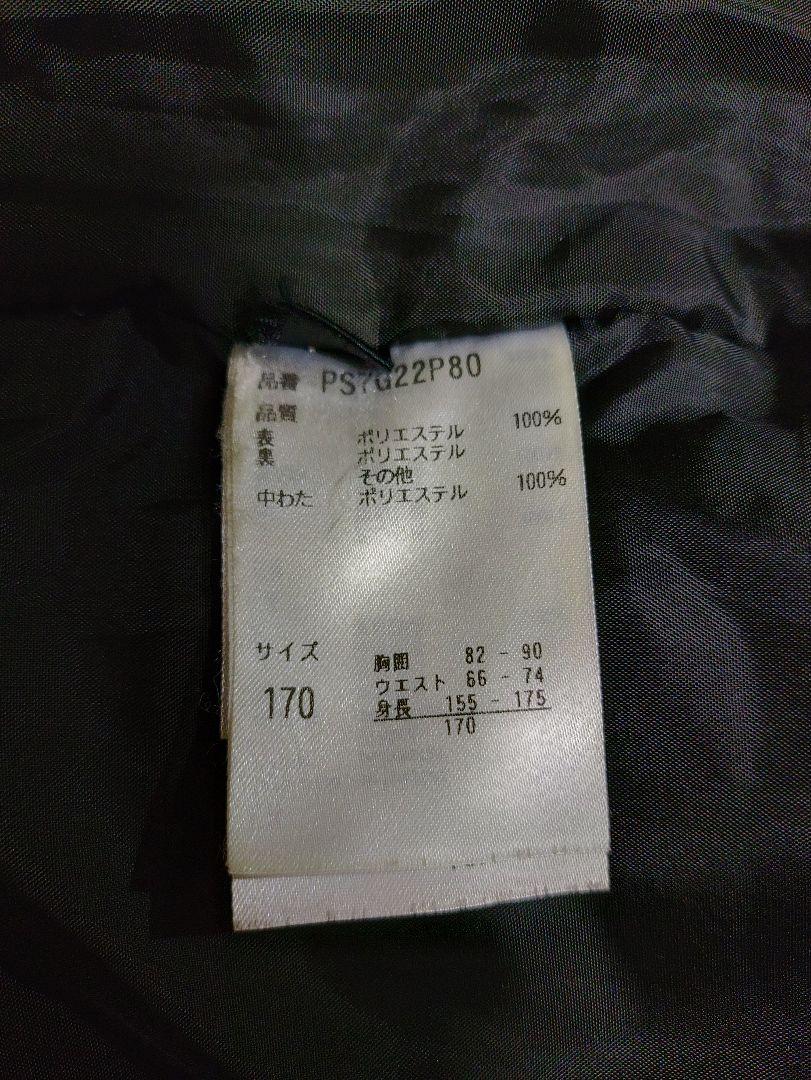 品番 PS7G22P80
品質
表 ポリエステル 100%
裏 ポリエステル
その他
中わた ポリエステル 100%
サイズ
170
胸囲 82 - 90
ウエスト 66 - 74
身長 155 - 175
170